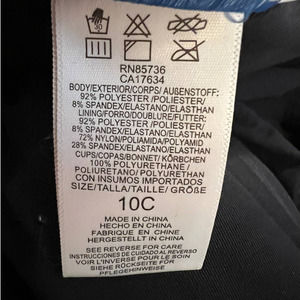 RN85736
CA17634
BODY/EXTERIOR/CORPS/ AUßENSTOFF:
92% POLYESTER/POLIESTER/
8% SPANDEX/ELASTANO/ELASTHAN
LINING/FORRO/DOUBLURE/FUTTER:
92% POLYESTER/POLIESTER/
8% SPANDEX/ELASTANO/ELASTHAN
72% NYLON/POLIAMIDA/POLYAMID
28% SPANDEX/ELASTANO/ELASTHAN
CUPS/COPAS/BONNET/ KÖRBCHEN
100% POLYURETHANE/
POLIURETANO/ POLYURETHAN
CON INSUMOS IMPORTADOS
SIZE/TALLA/TAILLE/ GRÖßE
10C
MADE IN CHINA
HECHO EN CHINA
FABRIQUE EN CHINE
HERGESTELLT IN CHINA
SEE REVERSE FOR CARE
INSTRUCCIONES DE CUIDADO AL REVERSO
VOIR L'INVERSE POUR LE SOIN
SIEHE RÜCKSEITE FÜR
PFLEGEHINWEISE